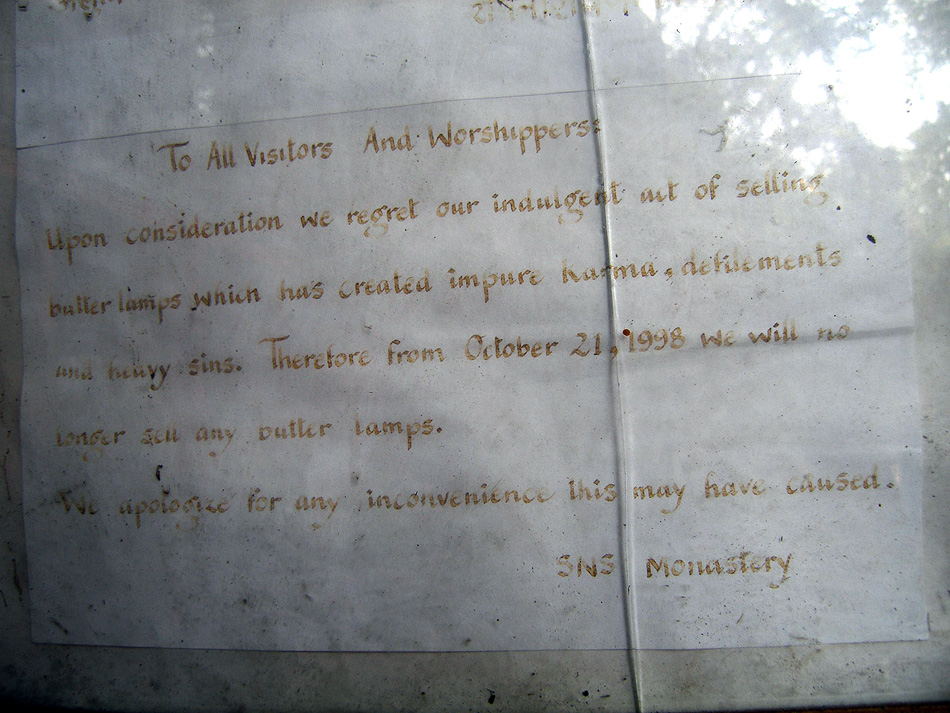 To All Visitors And Worshippers:
Upon consideration we regret our indulgent act of selling
butter lamps which has created impure Karma, defilements
and heavy sins. Therefore from October 21, 1998 we will no
longer sell any butter lamps.
We apologize for any inconvenience this may have caused.
SNS Monastery